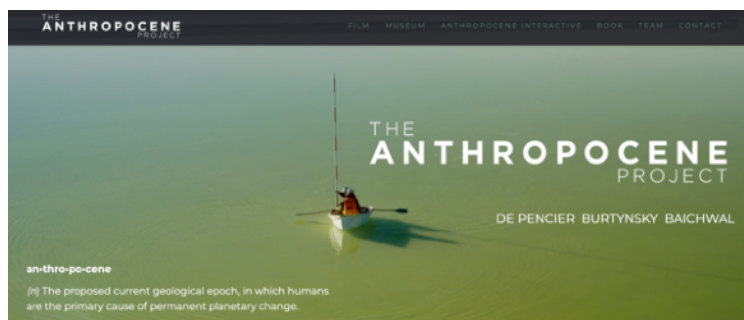 THE
ANTHROPOCENE
PROJECT
FILM MUSEUM ANTHROPOCENE INTERACTIVE BOOK TEAM CONTACT
THE
ANTHROPOCENE
PROJECT
DE PENCIER BURTYNSKY BAICHWAL
an-thro-po-cene
(n) The proposed current geological epoch, in which humans
are the primary cause of permanent planetary change.